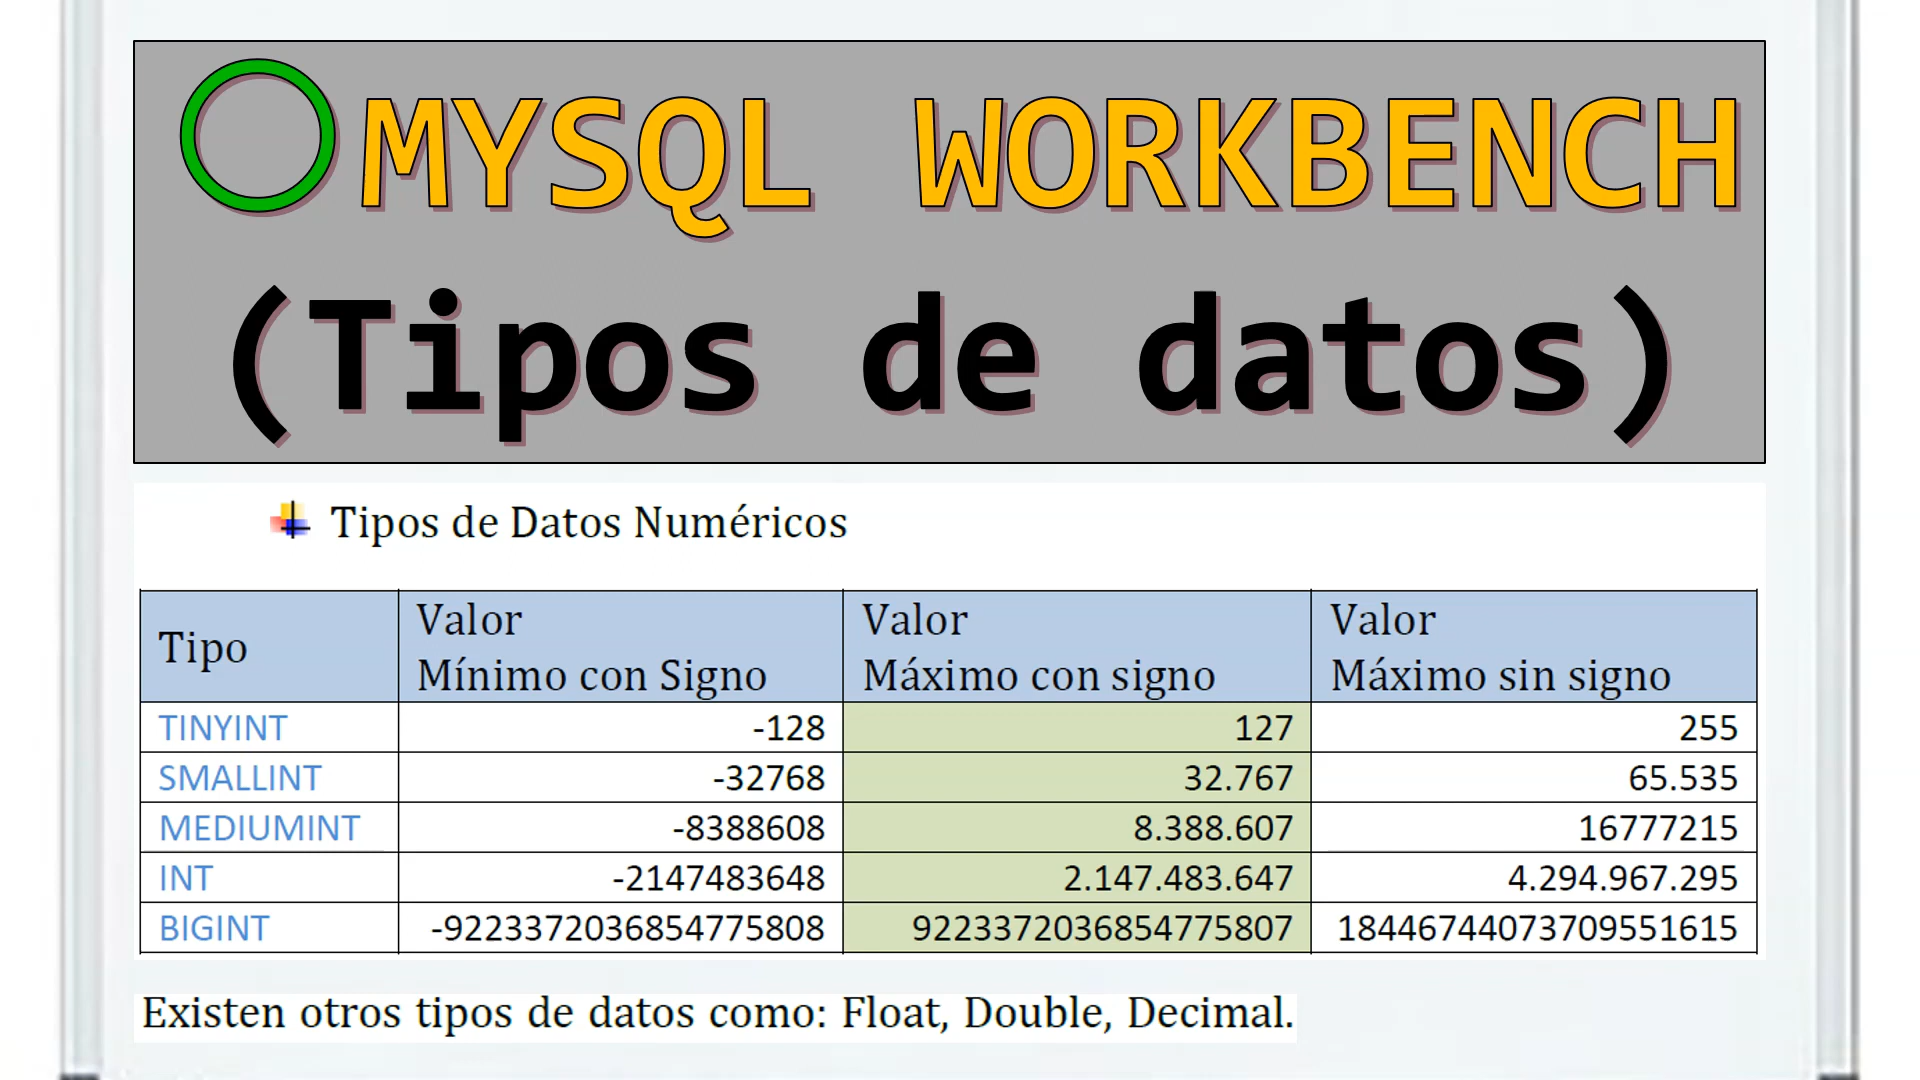 MYSQL WORKBENCH
(Tipos de datos)
Tipos de Datos Numéricos
Tipo
Valor
Mínimo con Signo
Valor
Máximo con signo
Valor
Máximo sin signo
TINYINT -128 127 255
SMALLINT -32768 32.767 65.535
MEDIUMINT -8388608 8.388.607 16777215
INT -2147483648 2.147.483.647 4.294.967.295
BIGINT -9223372036854775808 9223372036854775807 18446744073709551615
Existen otros tipos de datos como: Float, Double, Decimal.